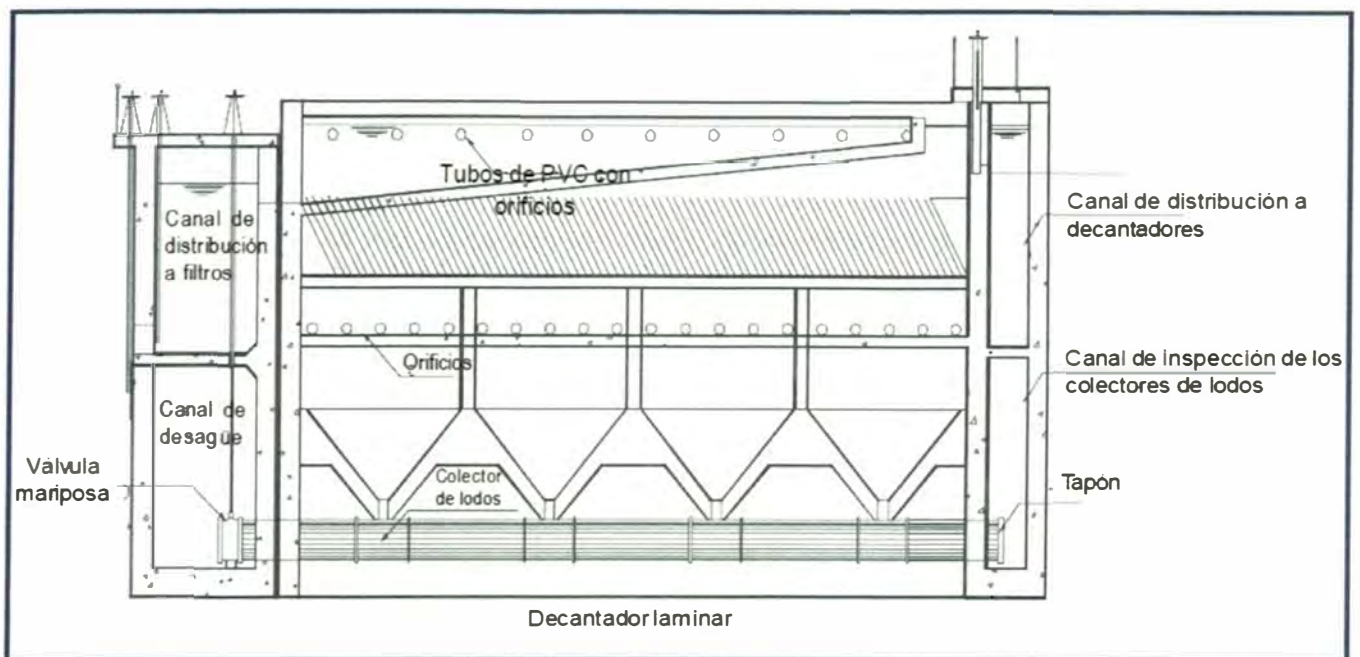 Tubos de PVC con
orificios
Canal de
distribución
a filtros
Canal de distribución a
decantadores
Orificios
Canal de inspección de los
colectores de lodos
Canal de
desagüe
Válvula
mariposa
Colector
de lodos
Tapón
Decantador laminar